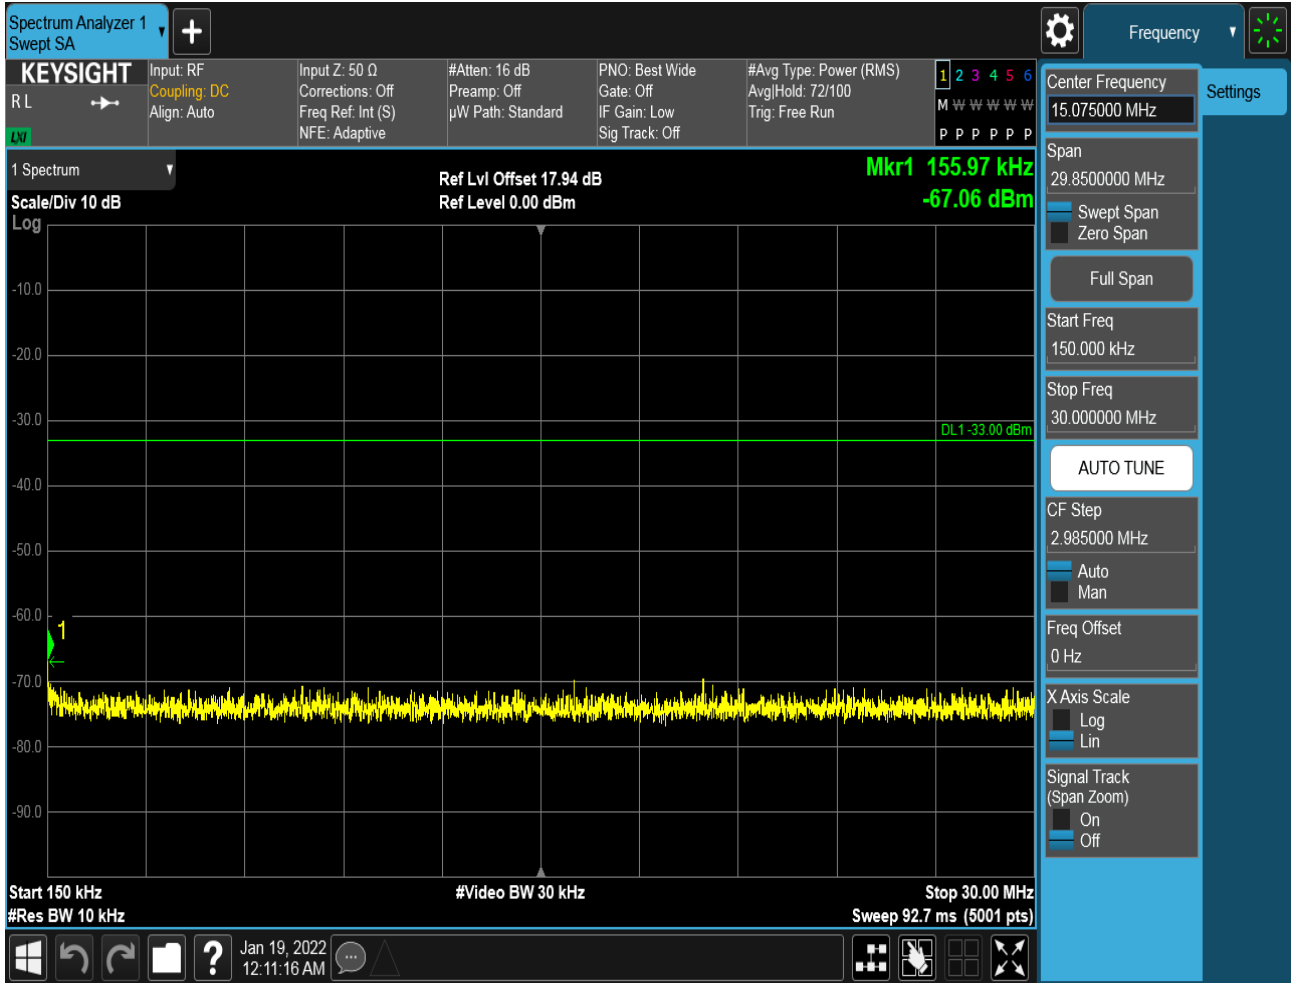 Spectrum Analyzer 1
Swept SA
Frequency
KEYSIGHT
R L
LXI
Input: RF
Coupling: DC
Align: Auto
Input Z: 50 Ω
Corrections: Off
Freq Ref: Int (S)
NFE: Adaptive
#Atten: 16 dB
Preamp: Off
µW Path: Standard
PNO: Best Wide
Gate: Off
IF Gain: Low
Sig Track: Off
#Avg Type: Power (RMS)
Avg|Hold: 72/100
Trig: Free Run
1 2 3 4 5 6
M W W W W W
P P P P P P
1 Spectrum
Scale/Div 10 dB
Log
Ref Lvl Offset 17.94 dB
Ref Level 0.00 dBm
Mkr1 155.97 kHz
-67.06 dBm
-10.0
-20.0
-30.0
DL1 -33.00 dBm
-40.0
-50.0
-60.0
1
-70.0
-80.0
-90.0
Start 150 kHz
#Video BW 30 kHz
Stop 30.00 MHz
#Res BW 10 kHz
Sweep 92.7 ms (5001 pts)
?
Jan 19, 2022
12:11:16 AM
Center Frequency
15.075000 MHz
Settings
Span
29.8500000 MHz
Swept Span
Zero Span
Full Span
Start Freq
150.000 kHz
Stop Freq
30.000000 MHz
AUTO TUNE
CF Step
2.985000 MHz
Auto
Man
Freq Offset
0 Hz
X Axis Scale
Log
Lin
Signal Track
(Span Zoom)
On
Off